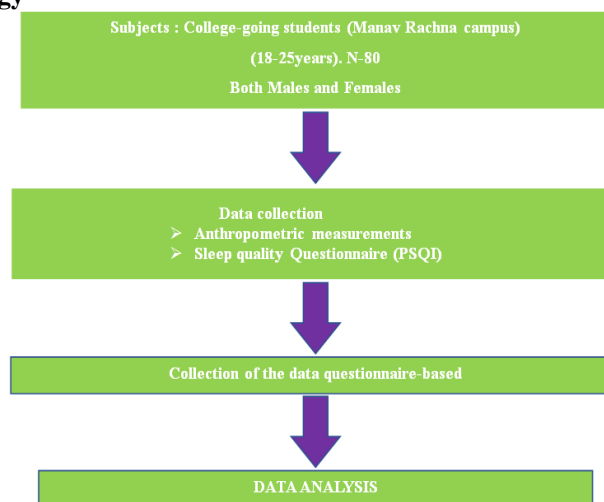 gy
Subjects : College-going students (Manav Rachna campus)
(18-25years). N-80
Both Males and Females
Data collection
➢ Anthropometric measurements
➢ Sleep quality Questionnaire (PSQI)
Collection of the data questionnaire-based
DATA ANALYSIS